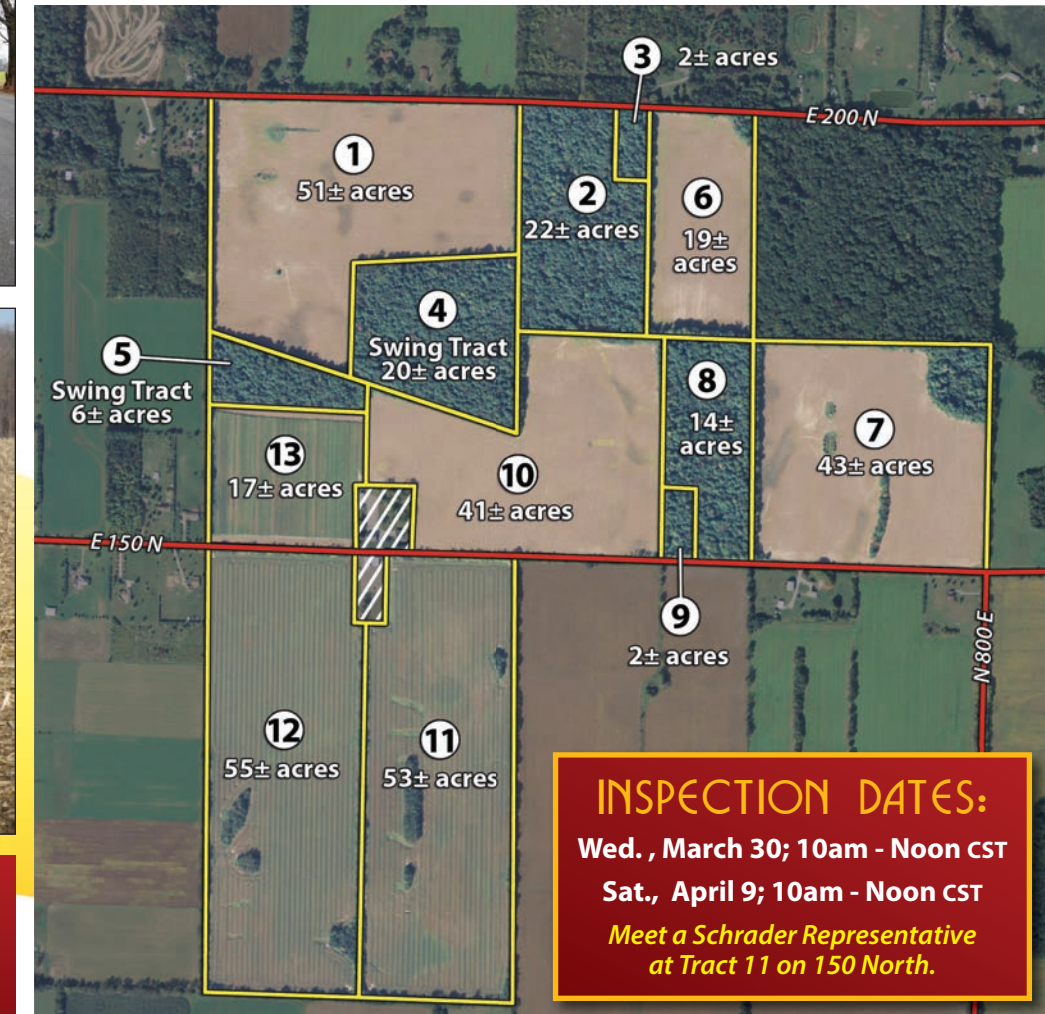 3 2± acres
E 200 N
1
51± acres
2
22± acres
6
19±
acres
4
Swing Tract
20± acres
5
Swing Tract
6± acres
8
14±
acres
7
43± acres
13
17± acres
10
41± acres
E 150 N
9
2± acres
N 800 E
12
55± acres
11
53± acres
INSPECTION DATES:
Wed. , March 30; 10am - Noon CST
Sat., April 9; 10am - Noon CST
Meet a Schrader Representative
at Tract 11 on 150 North.